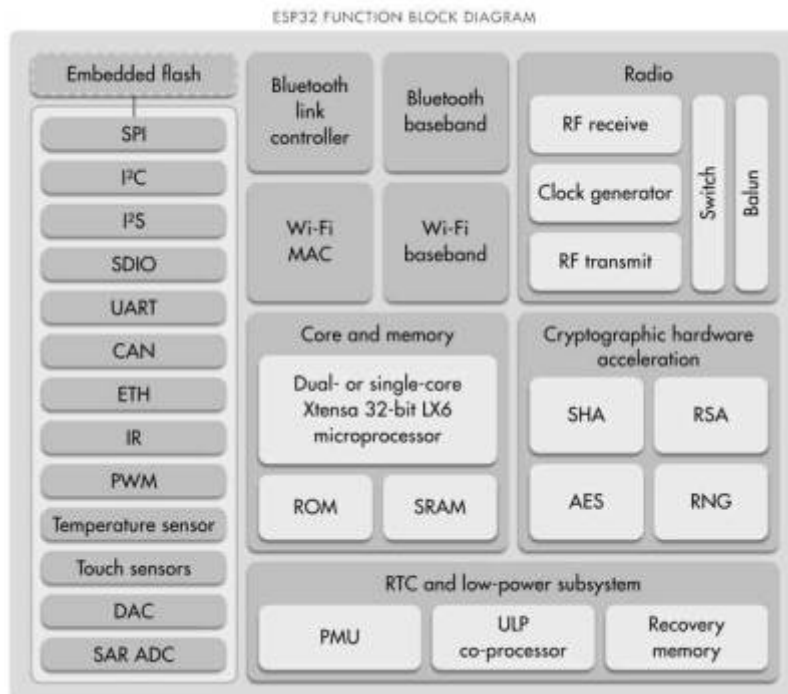 ESP32 FUNCTION BLOCK DIAGRAM
Embedded flash
SPI
I²C
I²S
SDIO
UART
CAN
ETH
IR
PWM
Temperature sensor
Touch sensors
DAC
SAR ADC
Bluetooth
link
controller
Bluetooth
baseband
Wi-Fi
MAC
Wi-Fi
baseband
Radio
RF receive
Clock generator
RF transmit
Switch
Balun
Core and memory
Dual- or single-core
Xtensa 32-bit LX6
microprocessor
ROM
SRAM
Cryptographic hardware
acceleration
SHA
RSA
AES
RNG
RTC and low-power subsystem
PMU
ULP
co-processor
Recovery
memory